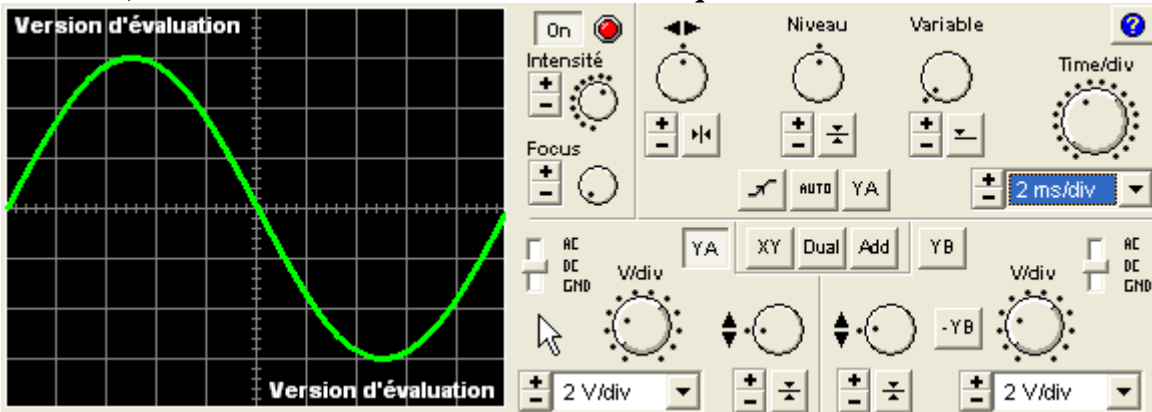 Version d'évaluation
Version d'évaluation
On
Intensité
+
-
Focus
+
-
Niveau
Variable
Time/div
+
-
+
-
+
-
AUTO
YA
+
-
2 ms/div
AC
DC
GND
YA
XY
Dual
Add
YB
AC
DC
GND
V/div
V/div
-YB
+
-
2 V/div
+
-
+
-
+
-
2 V/div
?